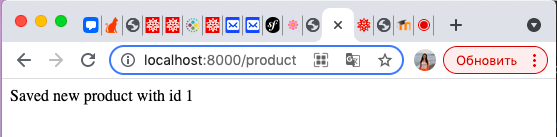 localhost:8000/product
Обновить
Saved new product with id 1